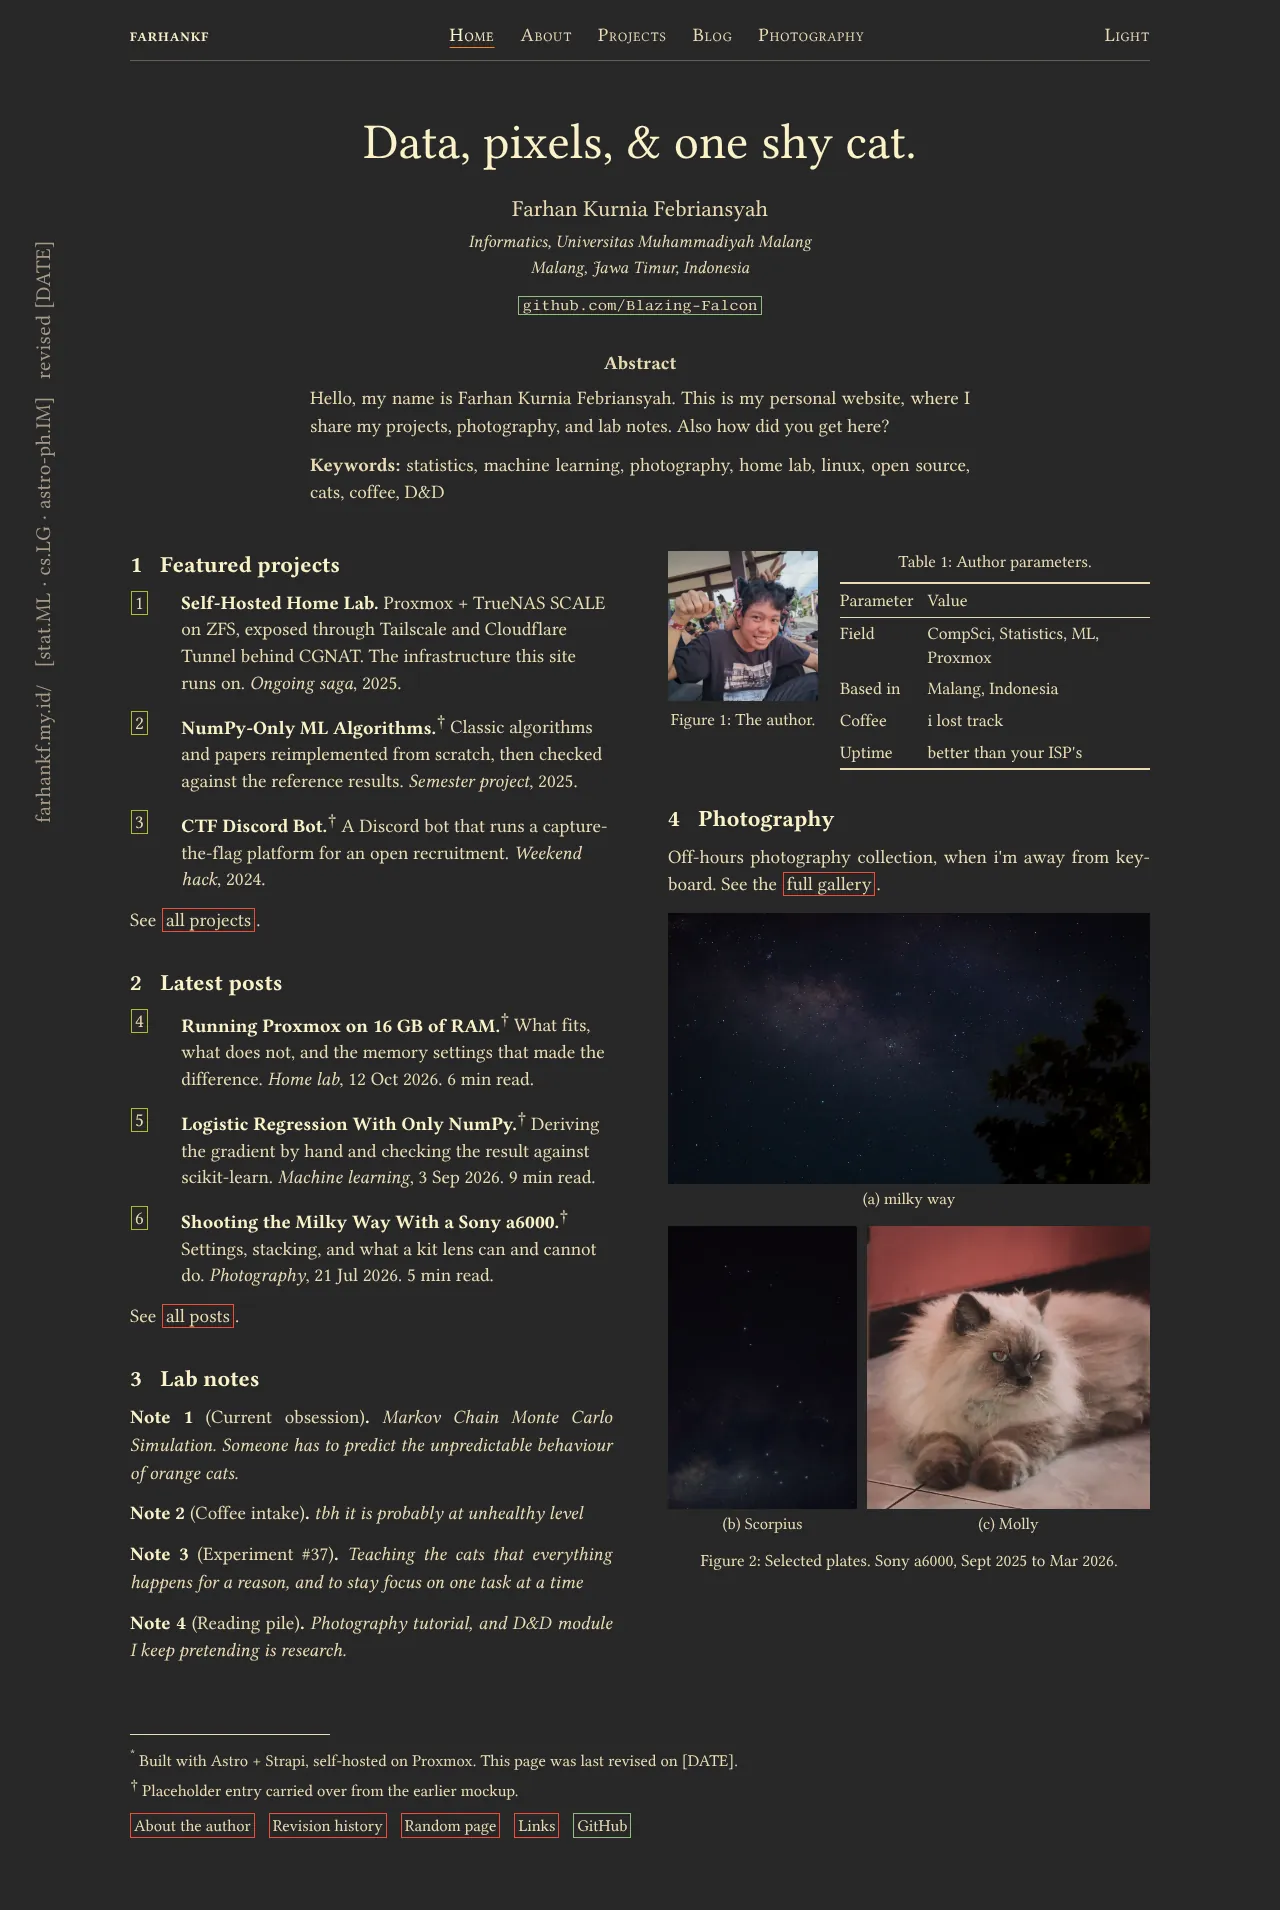 FARHANKF
Home About Projects Blog Photography
Light
Data, pixels, & one shy cat.
Farhan Kurnia Febriansyah
Informatics, Universitas Muhammadiyah Malang
Malang, Jawa Timur, Indonesia
github.com/Blazing-Falcon
farhankf.my.id/ [stat.ML · cs.LG · astro-ph.IM] revised [DATE]
Abstract
Hello, my name is Farhan Kurnia Febriansyah. This is my personal website, where I
share my projects, photography, and lab notes. Also how did you get here?
Keywords: statistics, machine learning, photography, home lab, linux, open source,
cats, coffee, D&D
1 Featured projects
1 Self-Hosted Home Lab. Proxmox + TrueNAS SCALE
on ZFS, exposed through Tailscale and Cloudflare
Tunnel behind CGNAT. The infrastructure this site
runs on. Ongoing saga, 2025.
2 NumPy-Only ML Algorithms.† Classic algorithms
and papers reimplemented from scratch, then checked
against the reference results. Semester project, 2025.
3 CTF Discord Bot.† A Discord bot that runs a capture-
the-flag platform for an open recruitment. Weekend
hack, 2024.
See all projects.
2 Latest posts
4 Running Proxmox on 16 GB of RAM.† What fits,
what does not, and the memory settings that made the
difference. Home lab, 12 Oct 2026. 6 min read.
5 Logistic Regression With Only NumPy.† Deriving
the gradient by hand and checking the result against
scikit-learn. Machine learning, 3 Sep 2026. 9 min read.
6 Shooting the Milky Way With a Sony a6000.†
Settings, stacking, and what a kit lens can and cannot
do. Photography, 21 Jul 2026. 5 min read.
See all posts.
3 Lab notes
Note 1 (Current obsession). Markov Chain Monte Carlo
Simulation. Someone has to predict the unpredictable behaviour
of orange cats.
Note 2 (Coffee intake). tbh it is probably at unhealthy level
Note 3 (Experiment #37). Teaching the cats that everything
happens for a reason, and to stay focus on one task at a time
Note 4 (Reading pile). Photography tutorial, and D&D module
I keep pretending is research.
Figure 1: The author.
Table 1: Author parameters.
Parameter Value
Field CompSci, Statistics, ML,
Proxmox
Based in Malang, Indonesia
Coffee i lost track
Uptime better than your ISP's
4 Photography
Off-hours photography collection, when i'm away from key-
board. See the full gallery.
(a) milky way
(b) Scorpius
(c) Molly
Figure 2: Selected plates. Sony a6000, Sept 2025 to Mar 2026.
* Built with Astro + Strapi, self-hosted on Proxmox. This page was last revised on [DATE].
† Placeholder entry carried over from the earlier mockup.
About the author Revision history Random page Links GitHub